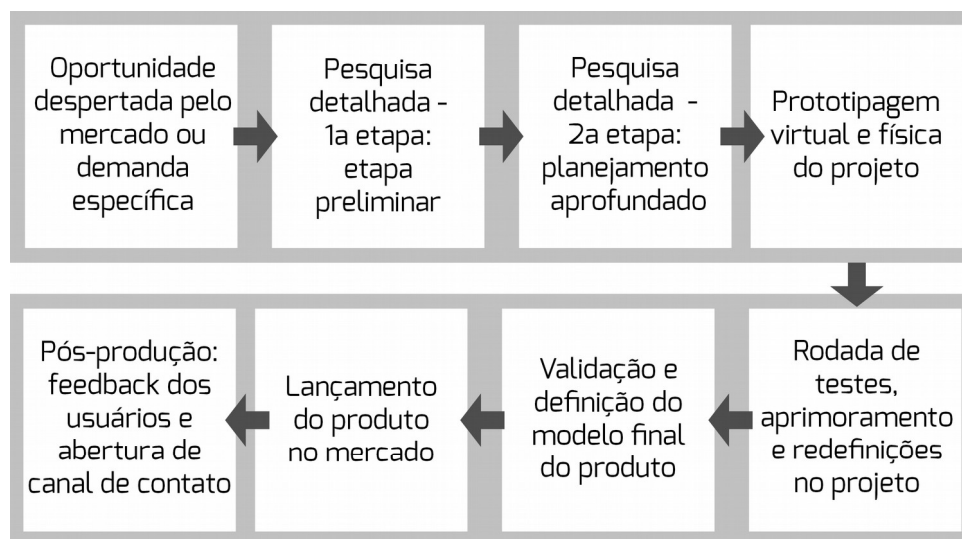 Oportunidade
despertada pelo
mercado ou
demanda
específica
Pesquisa
detalhada -
1a etapa:
etapa
preliminar
Pesquisa
detalhada -
2a etapa:
planejamento
aprofundado
Prototipagem
virtual e física
do projeto
Rodada de
testes,
aprimoramento
e redefinições
no projeto
Validação e
definição do
modelo final
do produto
Lançamento
do produto
no mercado
Pós-produção:
feedback dos
usuários e
abertura de
canal de contato